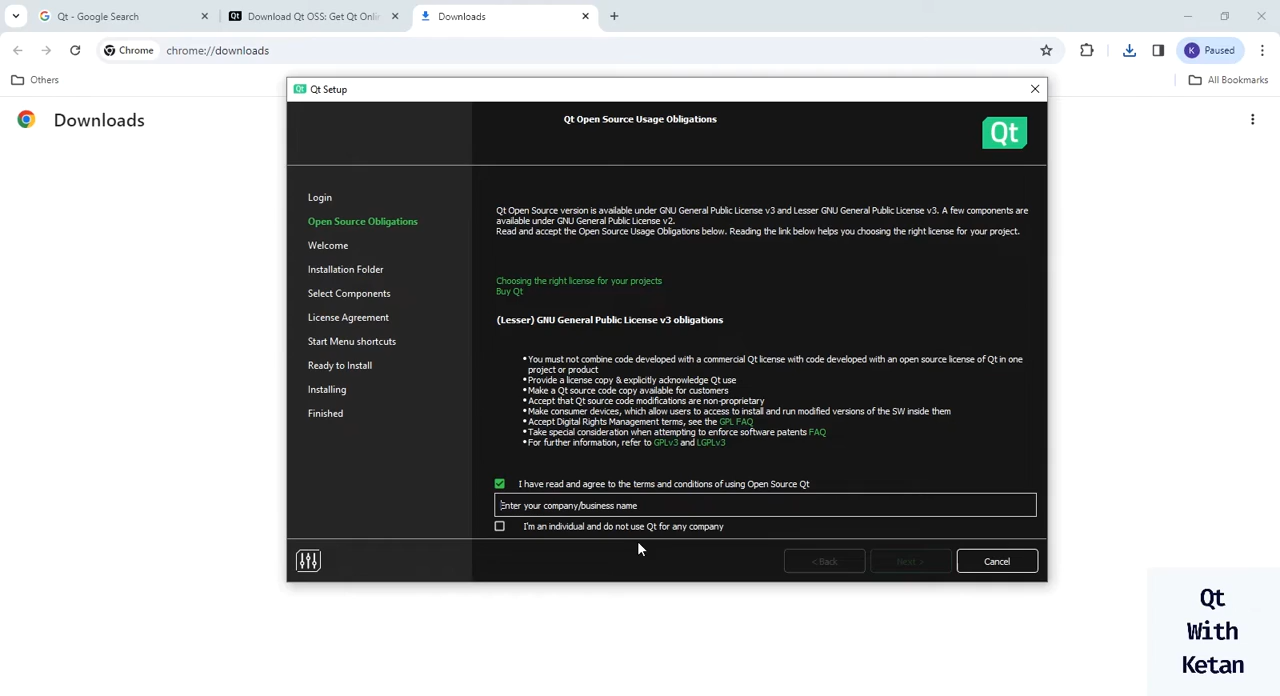 Qt - Google Search
Download Qt OSS: Get Qt Onli
Downloads
Chrome
chrome://downloads
K
Paused
Others
All Bookmarks
Downloads
Qt Setup
Qt Open Source Usage Obligations
Qt
Login
Open Source Obligations
Welcome
Installation Folder
Select Components
License Agreement
Start Menu shortcuts
Ready to Install
Installing
Finished
Qt Open Source version is available under GNU General Public License v3 and Lesser GNU General Public License v3. A few components are
available under GNU General Public License v2.
Read and accept the Open Source Usage Obligations below. Reading the link below helps you choosing the right license for your project.
Choosing the right license for your projects
Buy Qt
(Lesser) GNU General Public License v3 obligations
•You must not combine code developed with a commercial Qt license with code developed with an open source license of Qt in one
project or product
•Provide a license copy & explicitly acknowledge Qt use
•Make a Qt source code copy available for customers
•Accept that Qt source code modifications are non-proprietary
•Make consumer devices, which allow users to access to install and run modified versions of the SW inside them
•Accept Digital Rights Management terms, see the GPL FAQ
•Take special consideration when attempting to enforce software patents FAQ
•For further information, refer to GPLv3 and LGPLv3
I have read and agree to the terms and conditions of using Open Source Qt
Enter your company/business name
I'm an individual and do not use Qt for any company
< Back
Next >
Cancel
Qt
With
Ketan